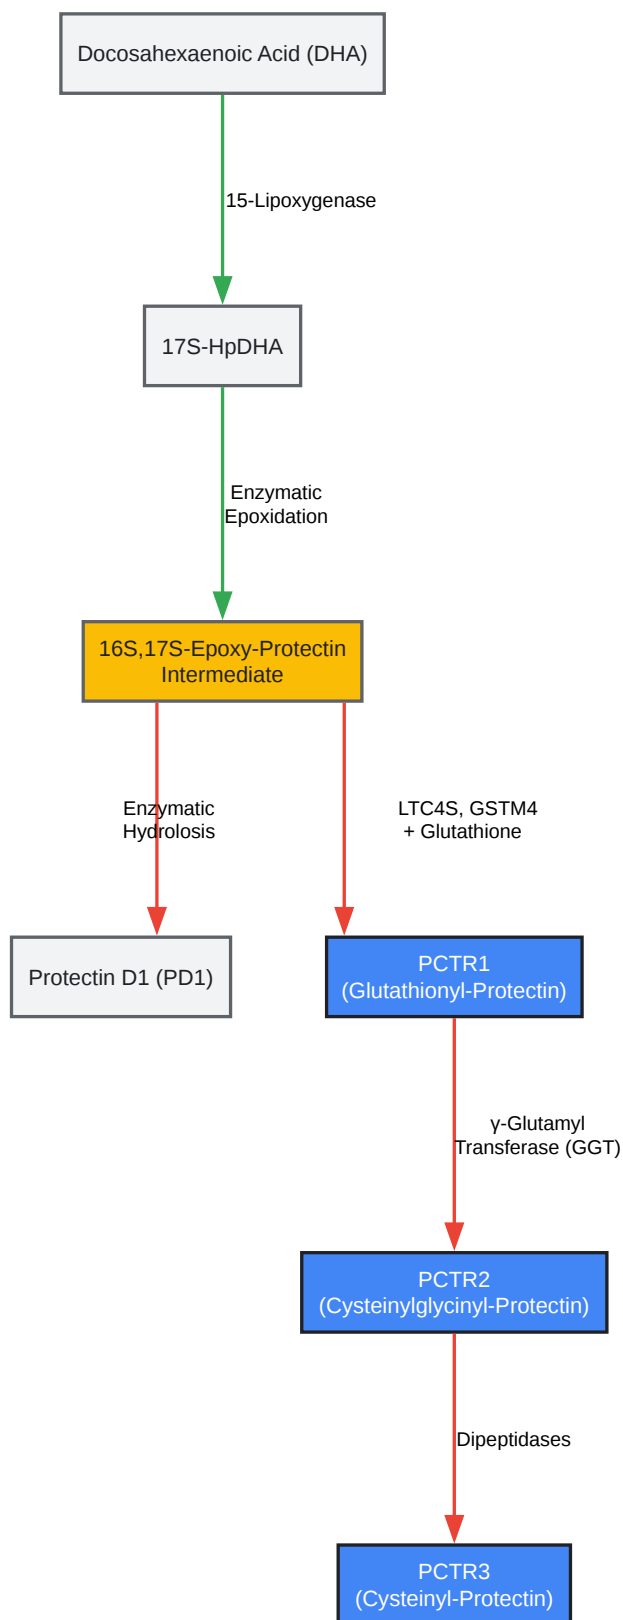 Docosahexaenoic Acid (DHA)
15-Lipoxygenase
17S-HpDHA
Enzymatic
Epoxidation
16S,17S-Epoxy-Protectin
Intermediate
Enzymatic
Hydrolosis
LTC4S, GSTM4
+ Glutathione
Protectin D1 (PD1)
PCTR1
(Glutathionyl-Protectin)
γ-Glutamyl
Transferase (GGT)
PCTR2
(Cysteinylglycinyl-Protectin)
Dipeptidases
PCTR3
(Cysteinyl-Protectin)